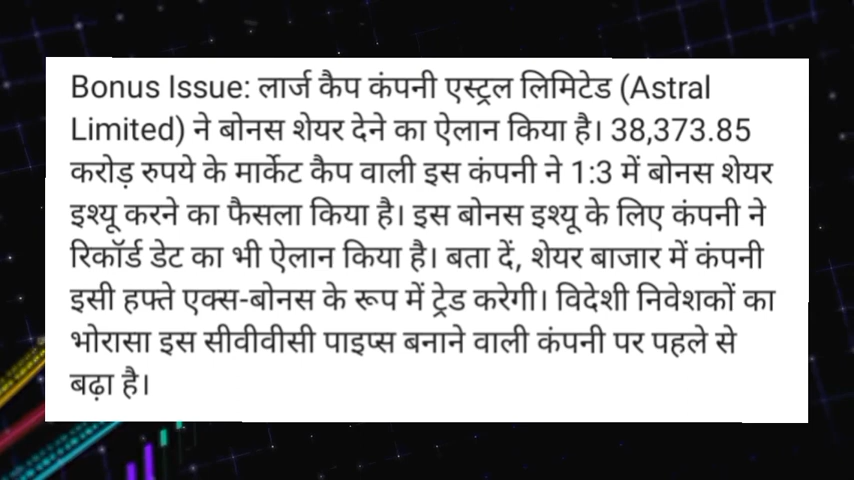 Bonus Issue: लार्ज कैप कंपनी एस्ट्रल लिमिटेड (Astral
Limited) ने बोनस शेयर देने का ऐलान किया है। 38,373.85
करोड़ रुपये के मार्केट कैप वाली इस कंपनी ने 1:3 में बोनस शेयर
इश्यू करने का फैसला किया है। इस बोनस इश्यू के लिए कंपनी ने
रिकॉर्ड डेट का भी ऐलान किया है। बता दें, शेयर बाजार में कंपनी
इसी हफ्ते एक्स-बोनस के रूप में ट्रेड करेगी। विदेशी निवेशकों का
भोरासा इस सीवीवीसी पाइप्स बनाने वाली कंपनी पर पहले से
बढ़ा है।